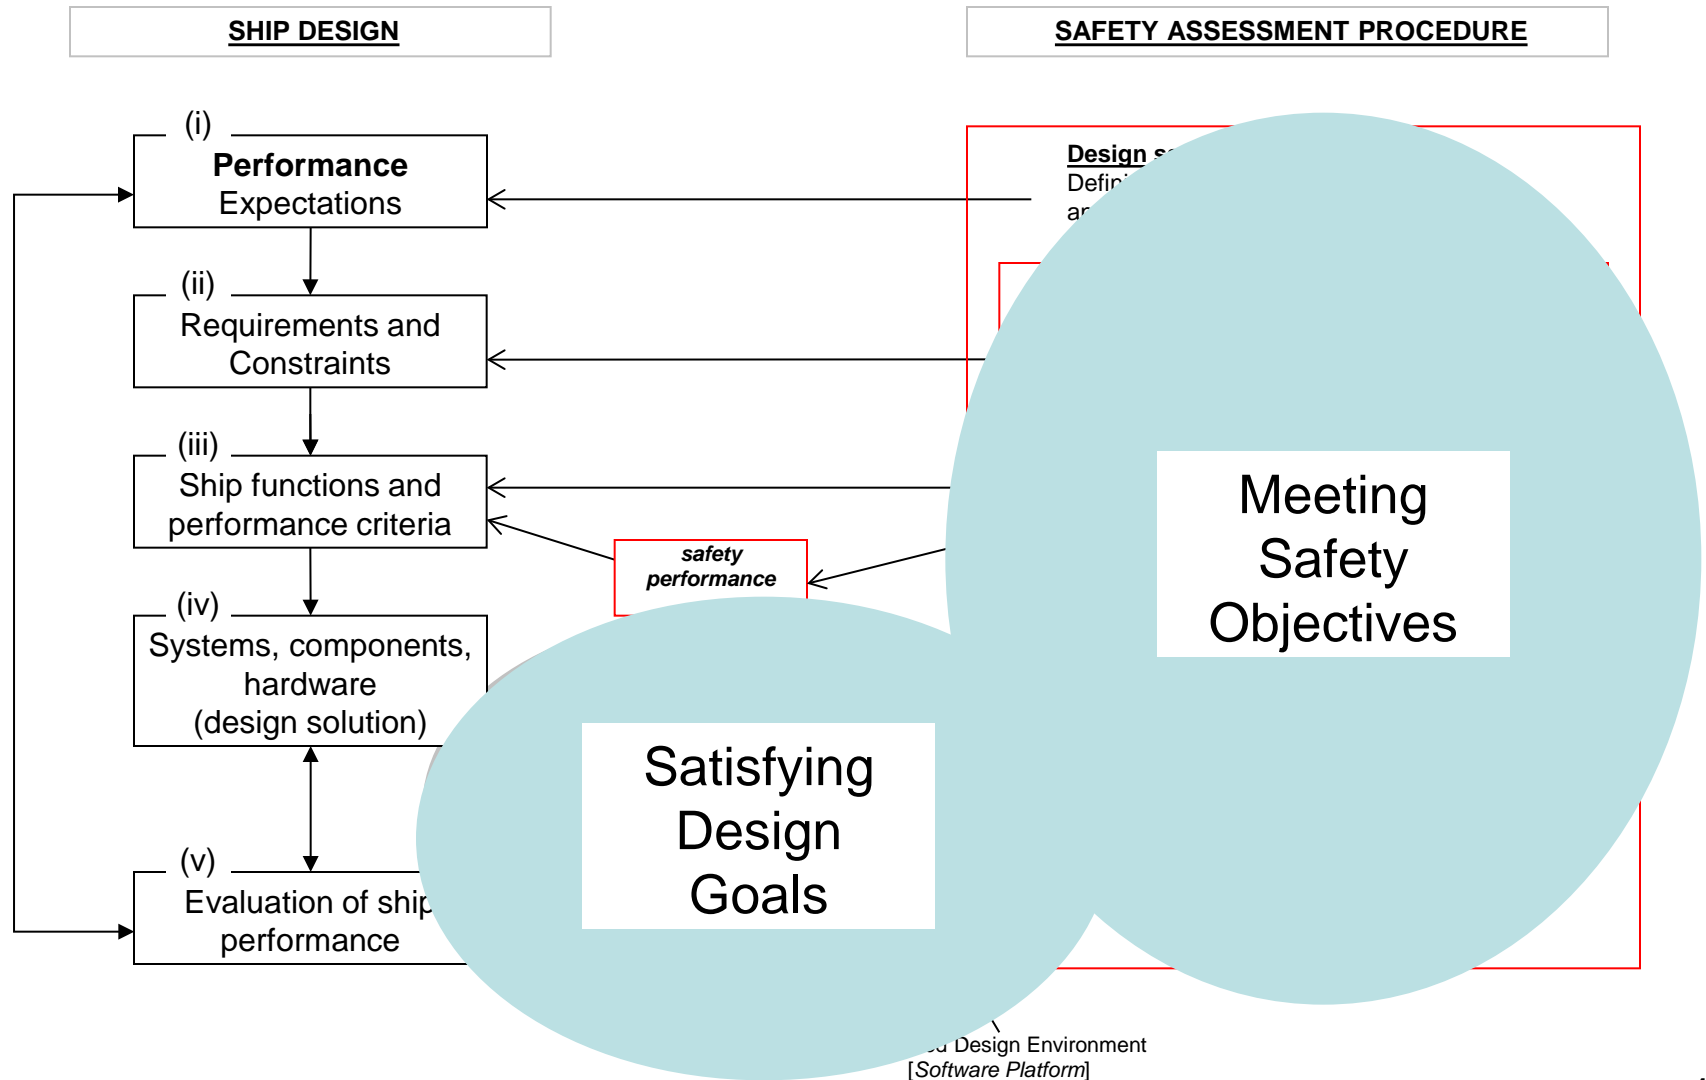 SHIP DESIGN
SAFETY ASSESSMENT PROCEDURE
(i)
Performance
Expectations
(ii)
Requirements and
Constraints
(iii)
Ship functions and
performance criteria
(iv)
Systems, components,
hardware
(design solution)
(v)
Evaluation of ship
performance
safety
performance
Design
Meeting
Safety
Objectives
Satisfying
Design
Goals
Design Environment
[Software Platform]